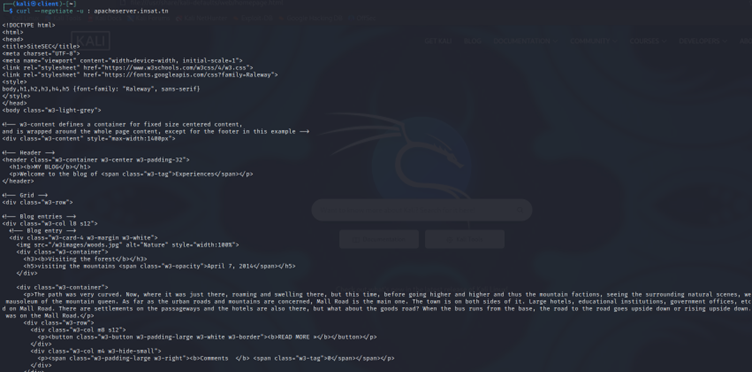 (kali㉿client)-[~]
$ curl --negotiate -u : apacheserver.insat.tn
<!DOCTYPE html>
<html>
<head>
<title>SiteSEC</title>
<meta charset="UTF-8">
<meta name="viewport" content="width=device-width, initial-scale=1">
<link rel="stylesheet" href="https://www.w3schools.com/w3css/4/w3.css">
<link rel="stylesheet" href="https://fonts.googleapis.com/css?family=Raleway">
<style>
body,h1,h2,h3,h4,h5 {font-family: "Raleway", sans-serif}
</style>
</head>
<body class="w3-light-grey">
<!-- w3-content defines a container for fixed size centered content,
and is wrapped around the whole page content, except for the footer in this example -->
<div class="w3-content" style="max-width:1400px">
<!-- Header -->
<header class="w3-container w3-center w3-padding-32">
<h1><b>MY BLOG</b></h1>
<p>Welcome to the blog of <span class="w3-tag">Experiences</span></p>
</header>
<!-- Grid -->
<div class="w3-row">
<!-- Blog entries -->
<div class="w3-col l8 s12">
<!-- Blog entry -->
<div class="w3-card-4 w3-margin w3-white">
<img src="/w3images/woods.jpg" alt="Nature" style="width:100%">
<div class="w3-container">
<h3><b>Visiting the forest</b></h3>
<h5>visiting the mountains <span class="w3-opacity">April 7, 2014</span></h5>
</div>
<div class="w3-container">
<p>The path was very curved. Now, where it was just there, roaming and swelling there, but this time, before going higher and higher and thus the mountain factions, seeing the surrounding natural scenes, we
mausoleum of the mountain queen. As far as the urban roads and mountains are concerned, Mall Road is the main one. The town is on both sides of it. Large hotels, educational institutions, government offices, etc
d on Mall Road. There are settlements on the passageways and the hotels are also there, but what about the goods road? When the bus runs from the base, the road to the road goes upside down or rising upside down.
was on the Mall Road.</p>
<div class="w3-row">
<div class="w3-col m8 s12">
<p><button class="w3-button w3-padding-large w3-white w3-border"><b>READ MORE »</b></button></p>
</div>
<div class="w3-col m4 w3-hide-small">
<p><span class="w3-padding-large w3-right"><b>Comments  </b> <span class="w3-tag">0</span></span></p>
</div>
KALI